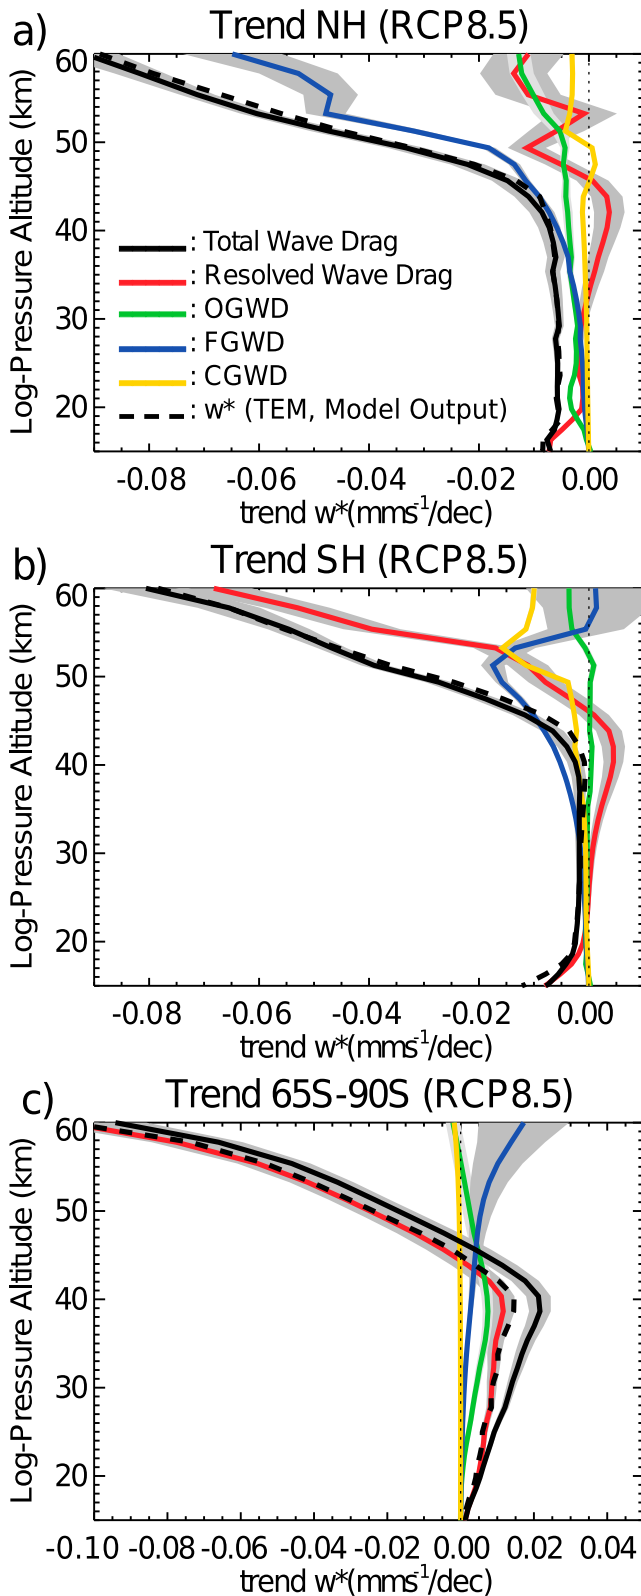 a) Trend NH (RCP8.5)
Log-Pressure Altitude (km)
60
50
40
30
20
: Total Wave Drag
: Resolved Wave Drag
: OGWD
: FGWD
: CGWD
: w* (TEM, Model Output)
-0.08 -0.06 -0.04 -0.02 0.00
trend w*(mms⁻¹/dec)
b) Trend SH (RCP8.5)
Log-Pressure Altitude (km)
60
50
40
30
20
-0.08 -0.06 -0.04 -0.02 0.00
trend w*(mms⁻¹/dec)
c) Trend 65S-90S (RCP8.5)
Log-Pressure Altitude (km)
60
50
40
30
20
-0.10 -0.08 -0.06 -0.04 -0.02 0.00 0.02 0.04
trend w*(mms⁻¹/dec)